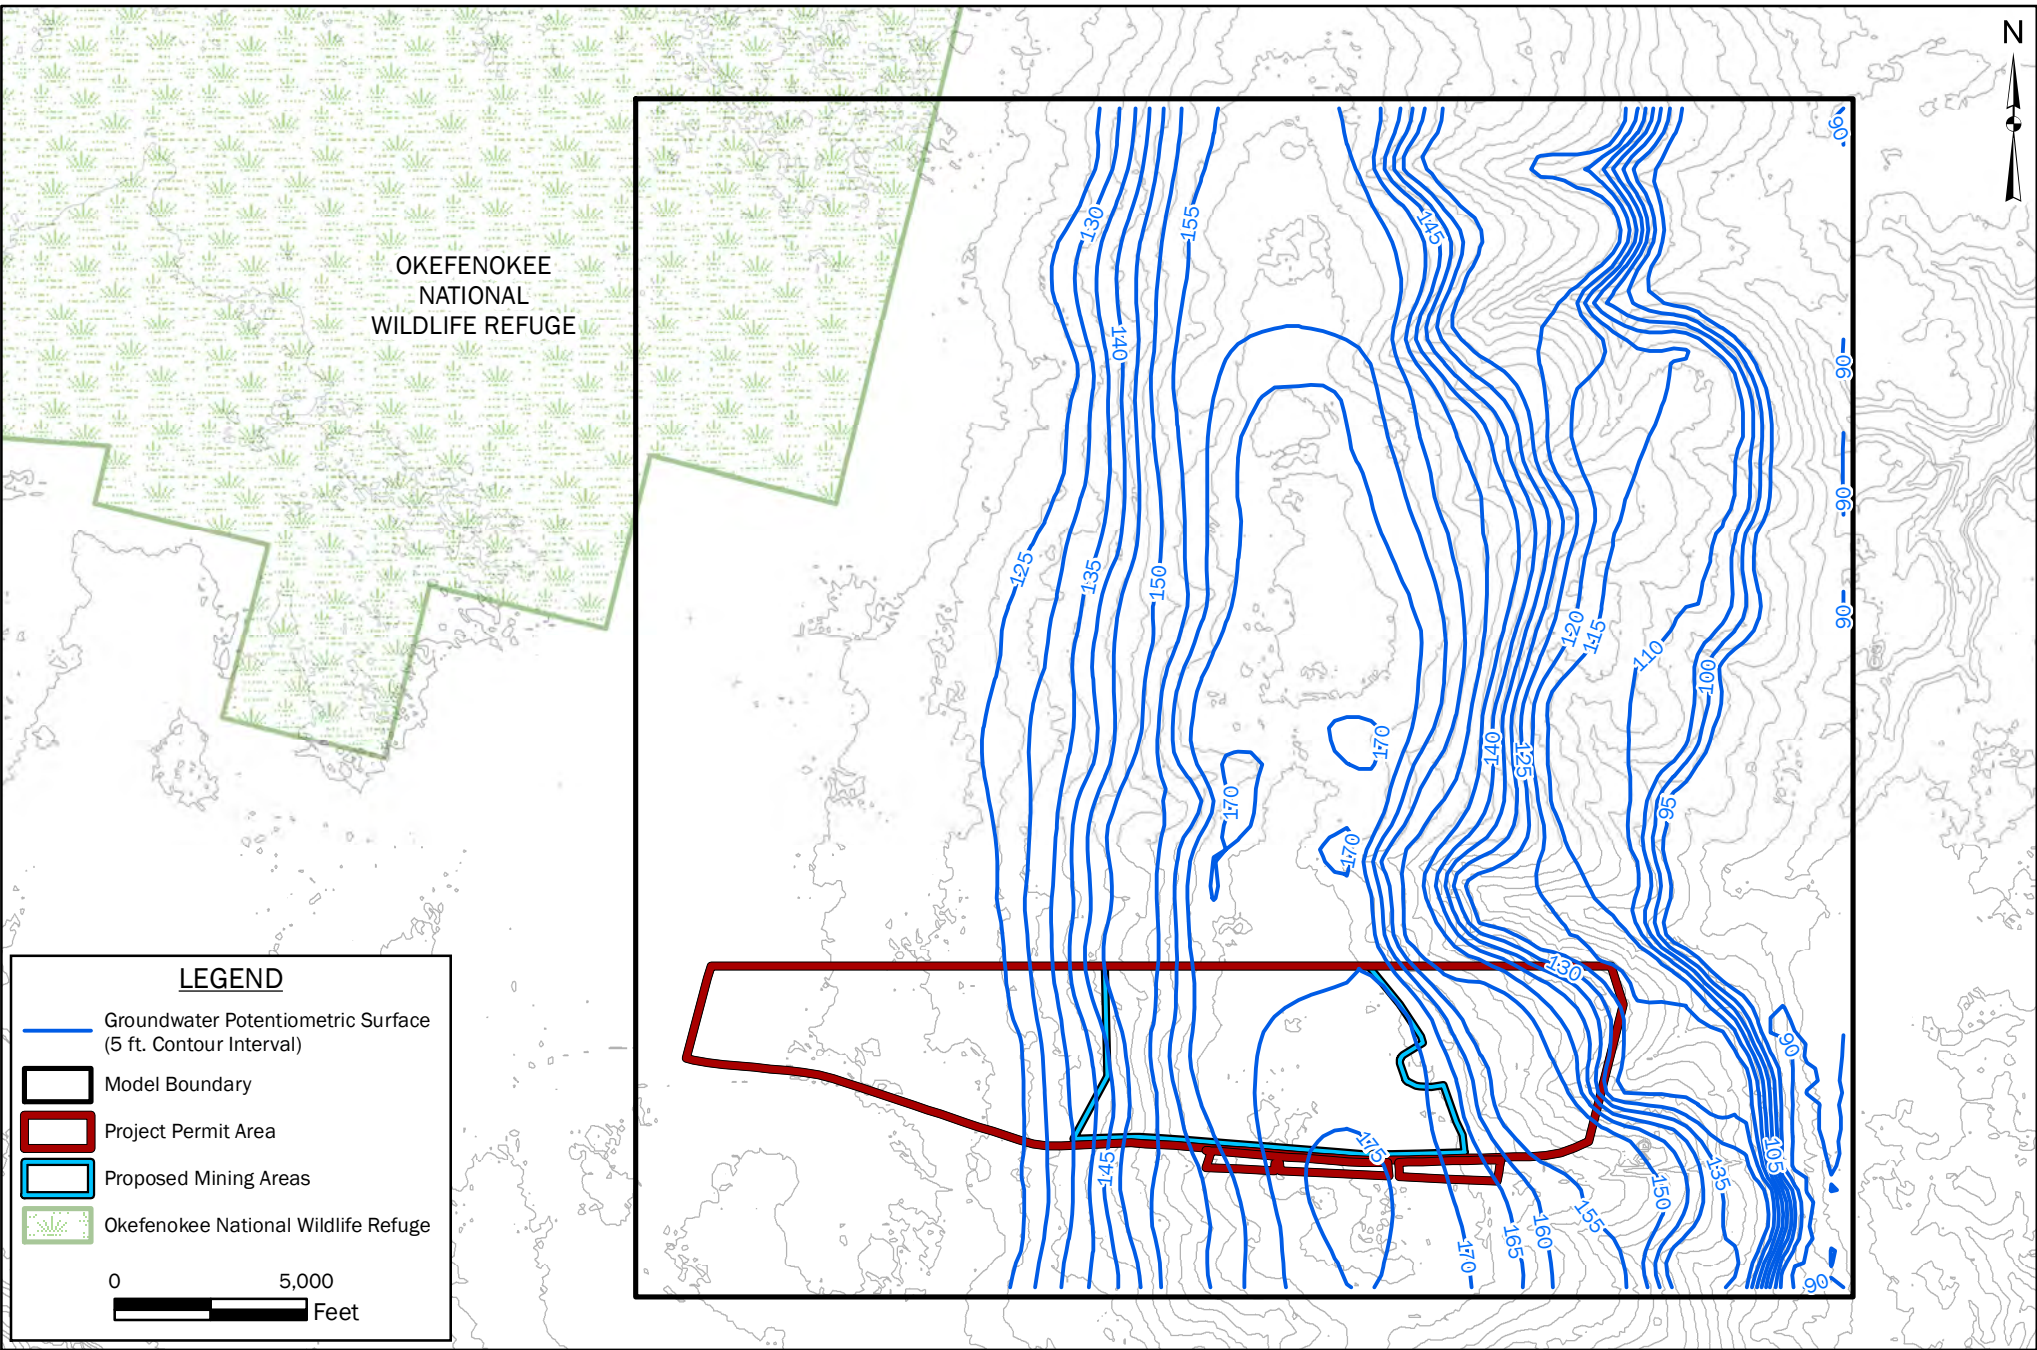 N
OKEFENOKEE
NATIONAL
WILDLIFE REFUGE
90
130
155
145
140
90
90
125
135
150
90
120
115
110
100
170
140
125
170
95
170
130
90
175
145
105
135
150
155
160
165
170
90
LEGEND
Groundwater Potentiometric Surface
(5 ft. Contour Interval)
Model Boundary
Project Permit Area
Proposed Mining Areas
Okefenokee National Wildlife Refuge
0 5,000
Feet